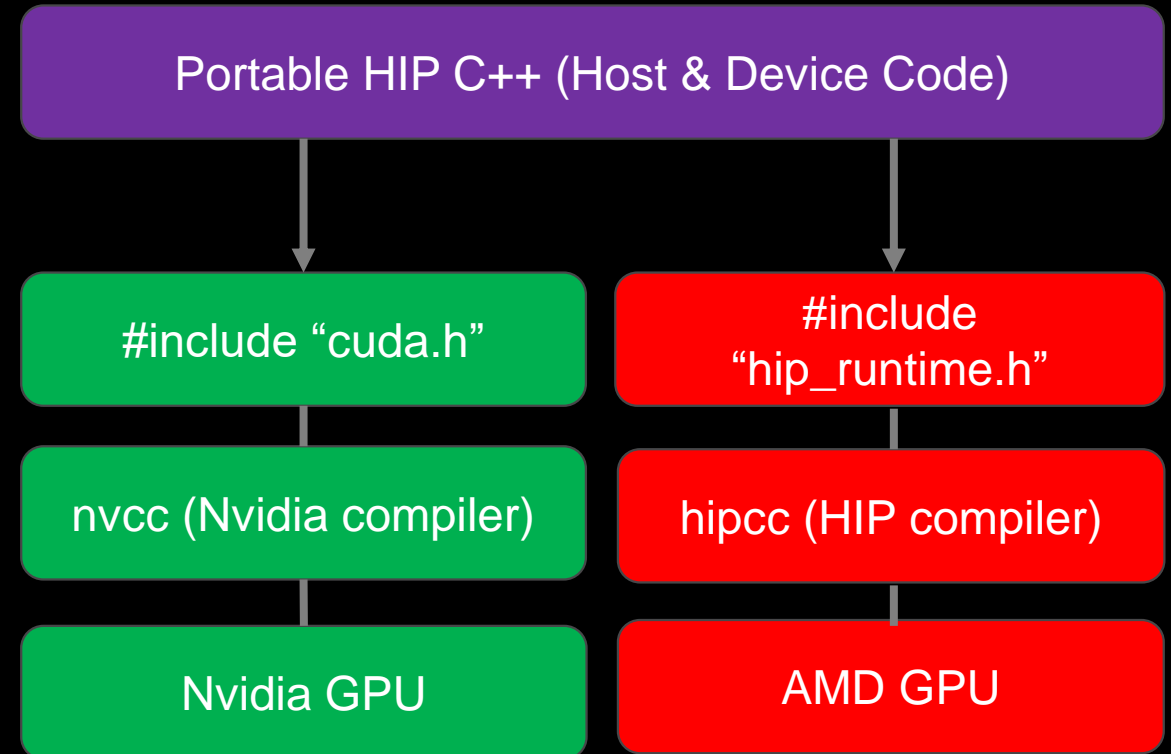 Portable HIP C++ (Host & Device Code)
#include “cuda.h”
#include
“hip_runtime.h”
nvcc (Nvidia compiler)
hipcc (HIP compiler)
Nvidia GPU
AMD GPU